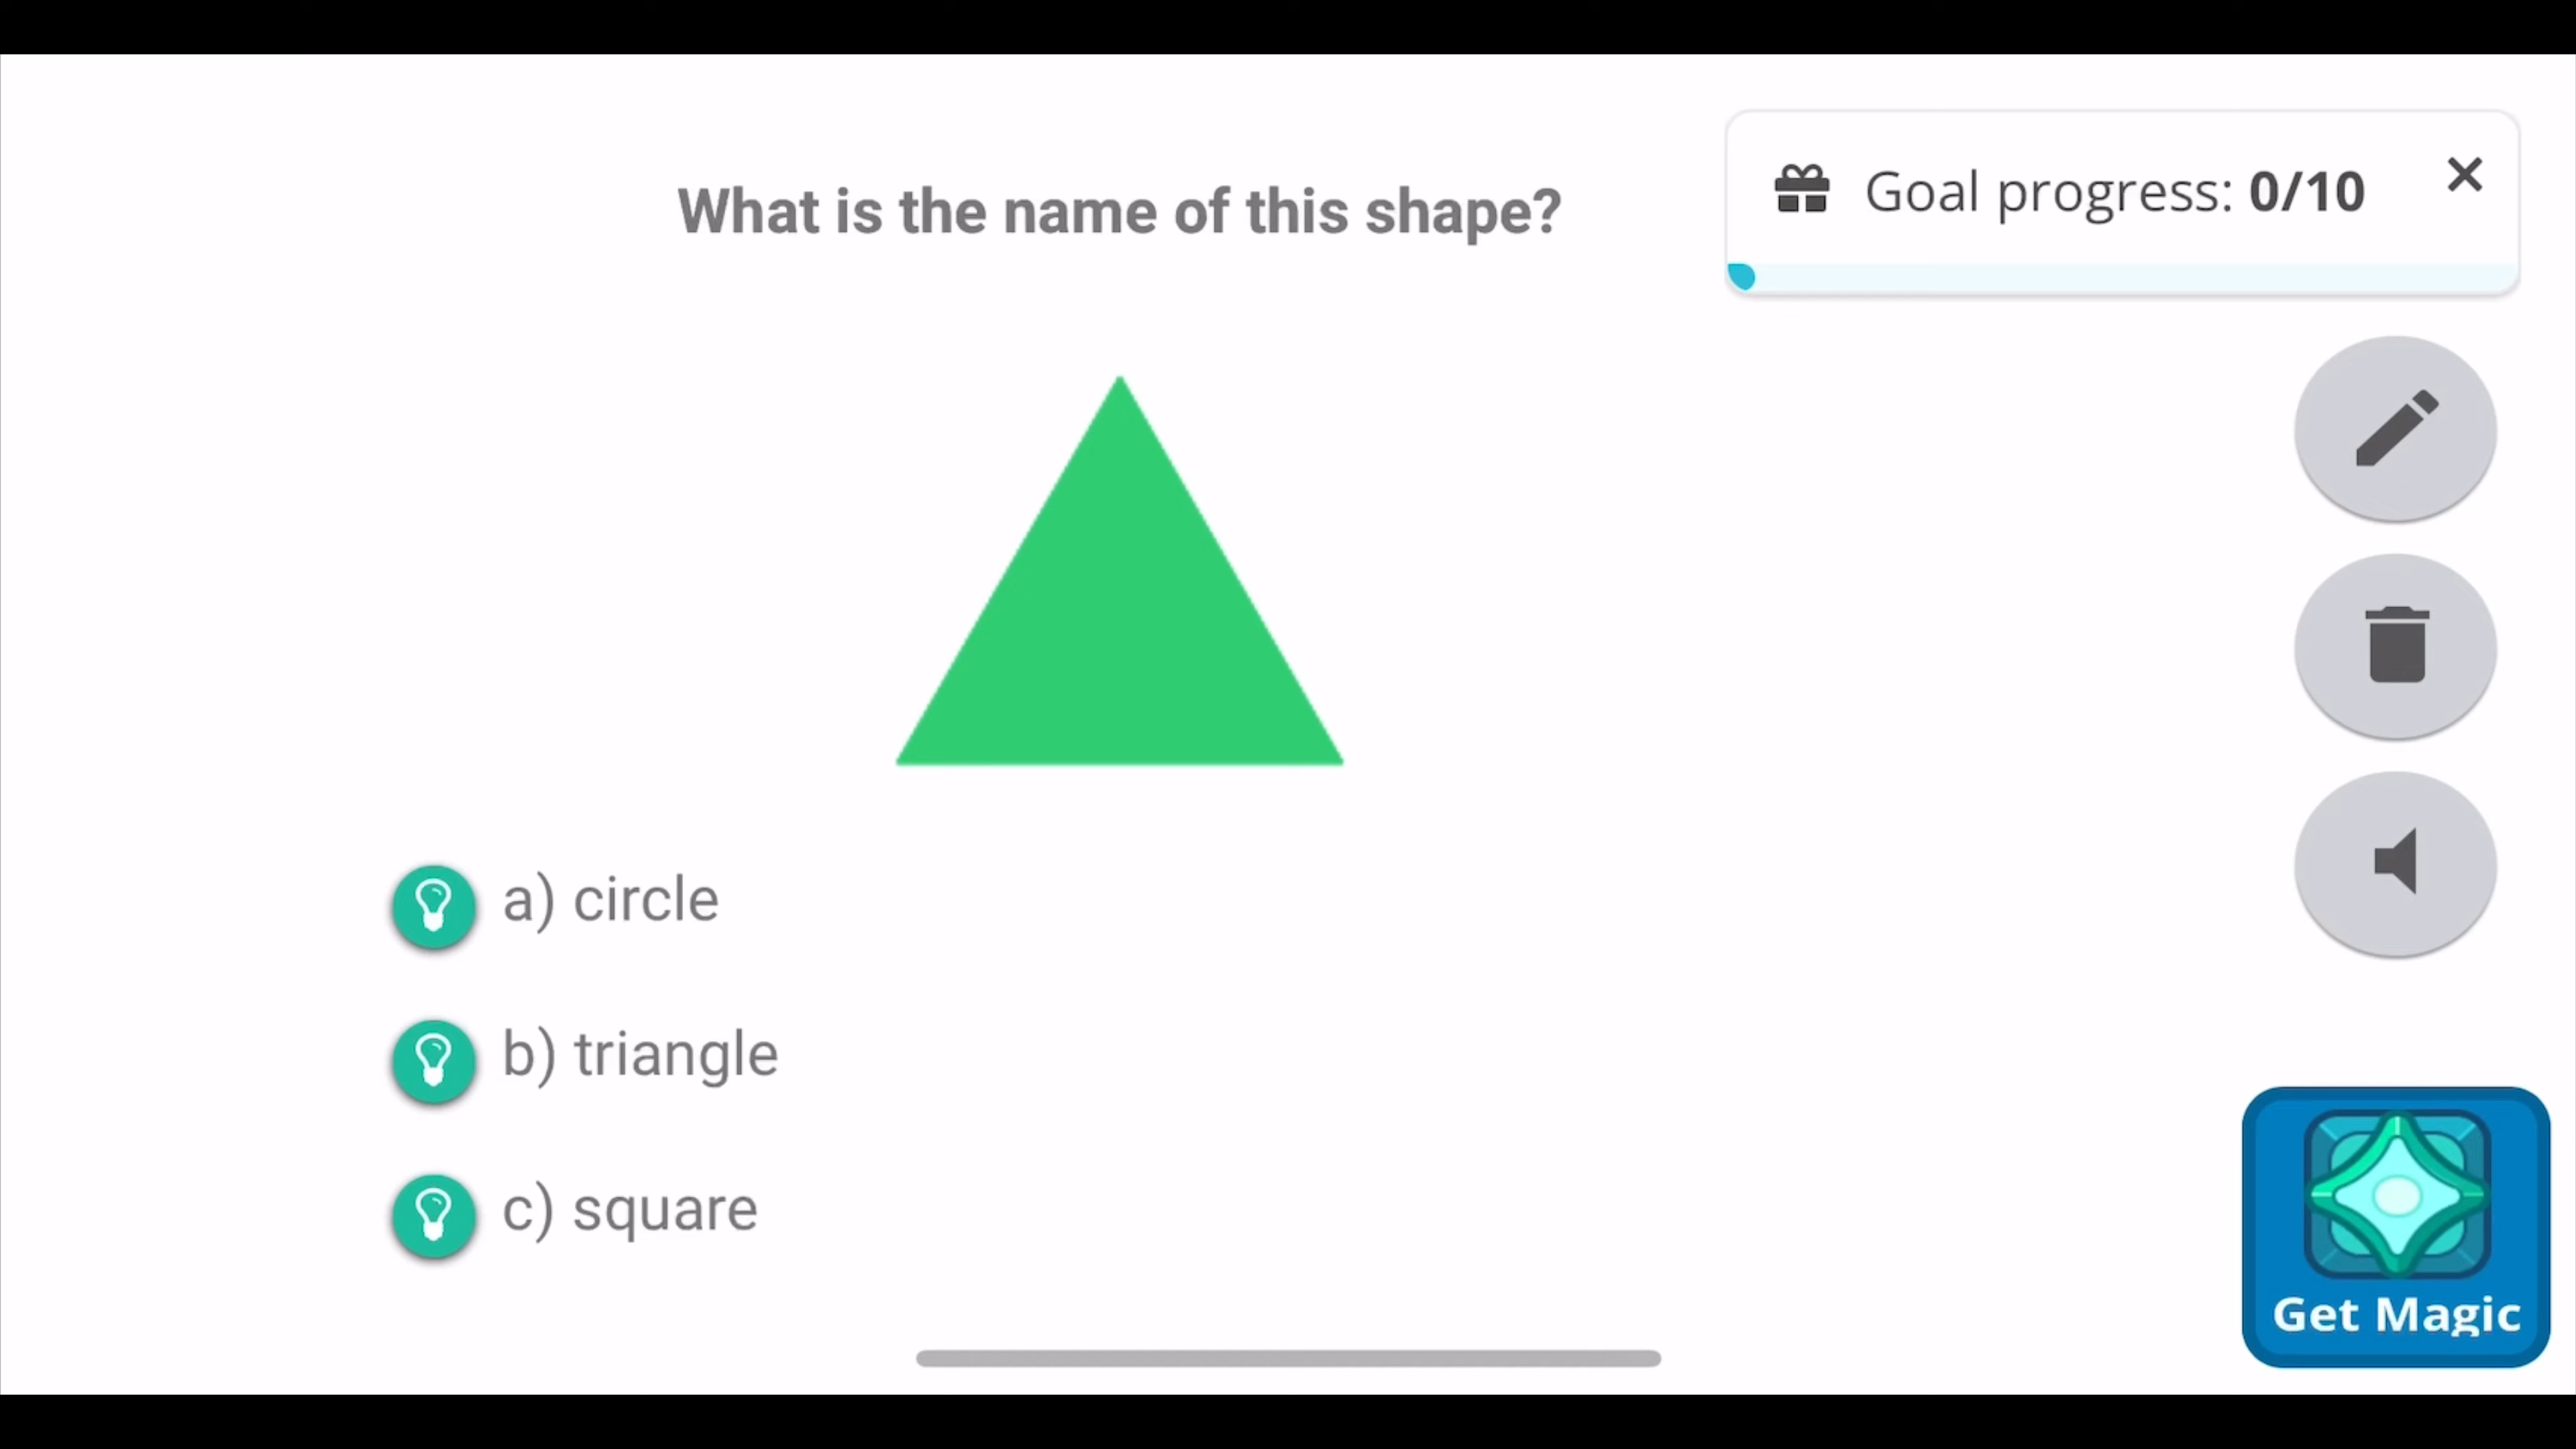 What is the name of this shape?
Goal progress: 0/10
a) circle
b) triangle
c) square
Get Magic